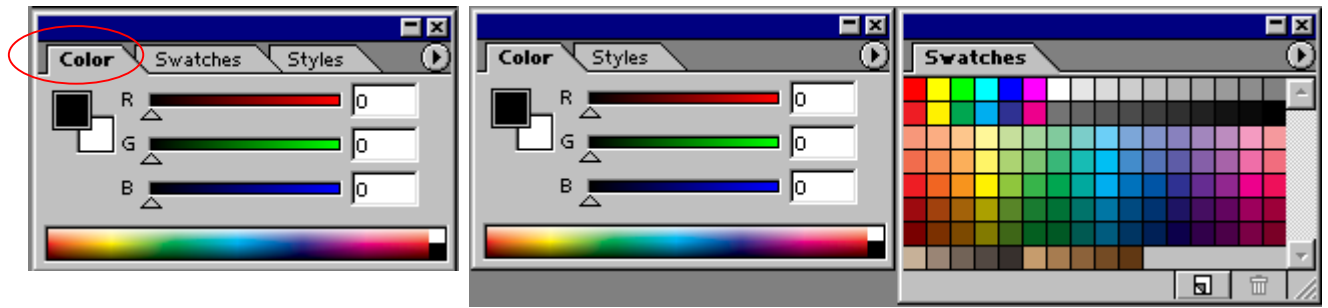 Color Swatches Styles
R 0
G 0
B 0
Color Styles
R 0
G 0
B 0
Swatches